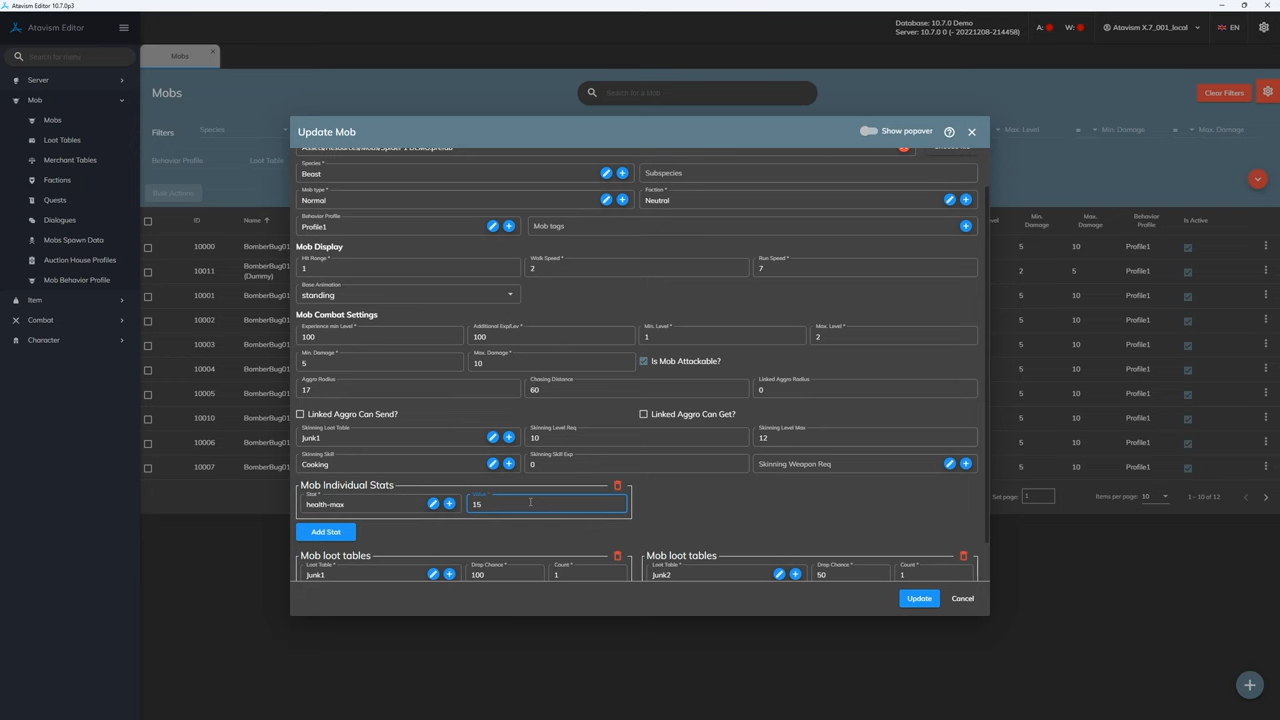 Atavism Editor 10.7.0p3
Atavism Editor
Database: 10.7.0 Demo
Server: 10.7.0 0 (- 20221208-214458)
A:
W:
Atavism X.7_001_local
EN
Search for items
Server
Mob
Mobs
Loot Tables
Merchant Tables
Factions
Quests
Dialogues
Mobs Spawn Data
Auction House Profiles
Mob Behavior Profile
Item
Combat
Character
Mobs
Mobs
Search for a Mob
Clear Filters
Filters
Species
Max. Level
=
Min. Damage
=
Max. Damage
Behavior Profile
Loot Table
Bulk Actions
ID
Name
Min. Damage
Max. Damage
Behavior Profile
Is Active
10000
BomberBug01
5
10
Profile1
10011
BomberBug01
(Dummy)
2
5
Profile1
10001
BomberBug01
5
10
Profile1
10002
BomberBug01
5
10
Profile1
10003
BomberBug01
5
10
Profile1
10004
BomberBug01
5
10
Profile1
10005
BomberBug01
5
10
Profile1
10010
BomberBug01
5
10
Profile1
10006
BomberBug01
5
10
Profile1
10007
BomberBug01
5
10
Profile1
Set page:
1
Items per page:
10
1 - 10 of 12
Update Mob
Show popover
Species *
Beast
Subspecies
Mob type *
Normal
Faction *
Neutral
Behavior Profile
Profile1
Mob tags
Mob Display
Hit Range *
1
Walk Speed *
2
Run Speed *
7
Base Animation
standing
Mob Combat Settings
Experience min Level *
100
Additional Exp/Lev *
100
Min. Level *
1
Max. Level *
2
Min. Damage *
5
Max. Damage *
10
Is Mob Attackable?
Aggro Radius
17
Chasing Distance
60
Linked Aggro Radius
0
Linked Aggro Can Send?
Linked Aggro Can Get?
Skinning Loot Table
Junk1
Skinning Level Req
10
Skinning Level Max
12
Skinning Skill
Cooking
Skinning Skill Exp
0
Skinning Weapon Req
Mob Individual Stats
Stat *
health-max
Value *
15
Add Stat
Mob loot tables
Loot Table *
Junk1
Drop Chance *
100
Count *
1
Mob loot tables
Loot Table *
Junk2
Drop Chance *
50
Count *
1
Update
Cancel